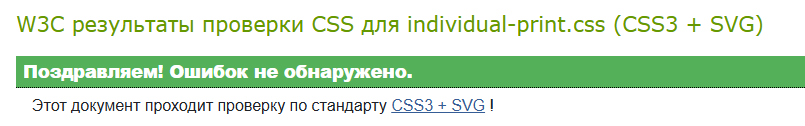 W3C результаты проверки CSS для individual-print.css (CSS3 + SVG)
Поздравляем! Ошибок не обнаружено.
Этот документ проходит проверку по стандарту CSS3 + SVG !